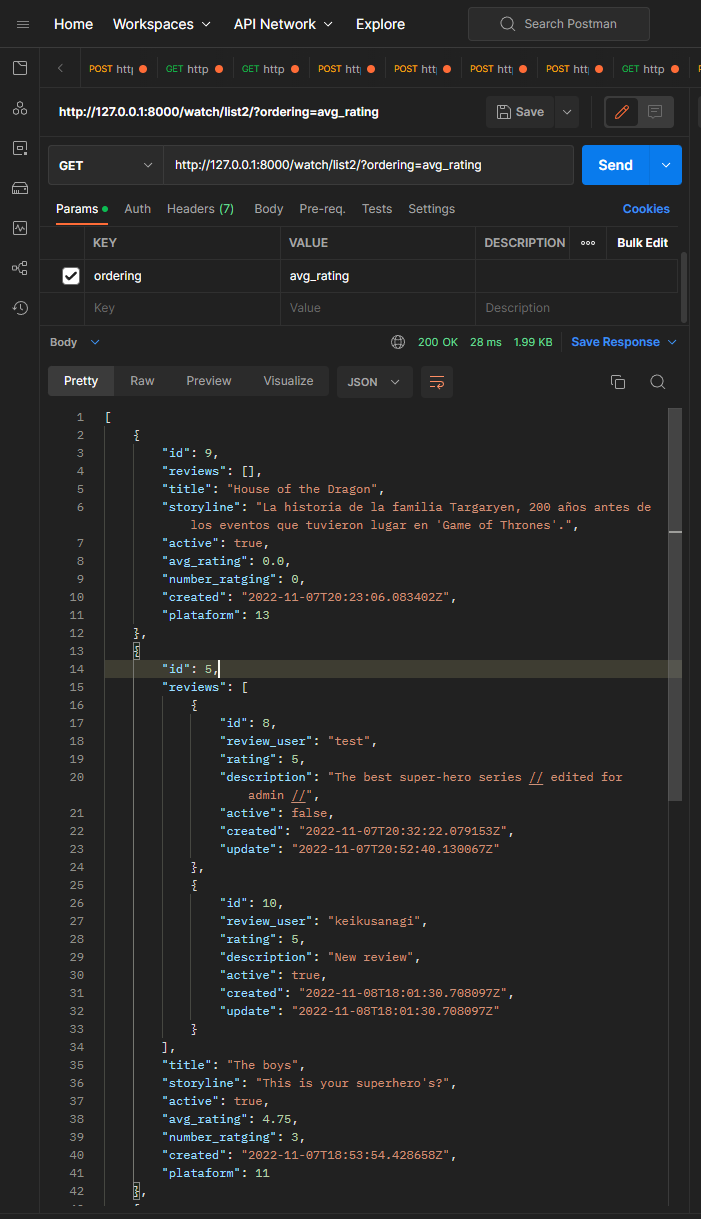 Home Workspaces API Network Explore Search Postman
POST http GET http GET http POST htt POST htt POST htt POST htt GET http
http://127.0.0.1:8000/watch/list2/?ordering=avg_rating Save
GET http://127.0.0.1:8000/watch/list2/?ordering=avg_rating Send
Params Auth Headers (7) Body Pre-req. Tests Settings Cookies
KEY VALUE DESCRIPTION Bulk Edit
ordering avg_rating
Key Value Description
Body 200 OK 28 ms 1.99 KB Save Response
Pretty Raw Preview Visualize JSON
1 [
2 {
3 "id": 9,
4 "reviews": [],
5 "title": "House of the Dragon",
6 "storyline": "La historia de la familia Targaryen, 200 años antes de
los eventos que tuvieron lugar en 'Game of Thrones'.",
7 "active": true,
8 "avg_rating": 0.0,
9 "number_ratging": 0,
10 "created": "2022-11-07T20:23:06.083402Z",
11 "plataform": 13
12 },
13 {
14 "id": 5,
15 "reviews": [
16 {
17 "id": 8,
18 "review_user": "test",
19 "rating": 5,
20 "description": "The best super-hero series // edited for
admin //",
21 "active": false,
22 "created": "2022-11-07T20:32:22.079153Z",
23 "update": "2022-11-07T20:52:40.130067Z"
24 },
25 {
26 "id": 10,
27 "review_user": "keikusanagi",
28 "rating": 5,
29 "description": "New review",
30 "active": true,
31 "created": "2022-11-08T18:01:30.708097Z",
32 "update": "2022-11-08T18:01:30.708097Z"
33 }
34 ],
35 "title": "The boys",
36 "storyline": "This is your superhero's?",
37 "active": true,
38 "avg_rating": 4.75,
39 "number_ratging": 3,
40 "created": "2022-11-07T18:53:54.428658Z",
41 "plataform": 11
42 },